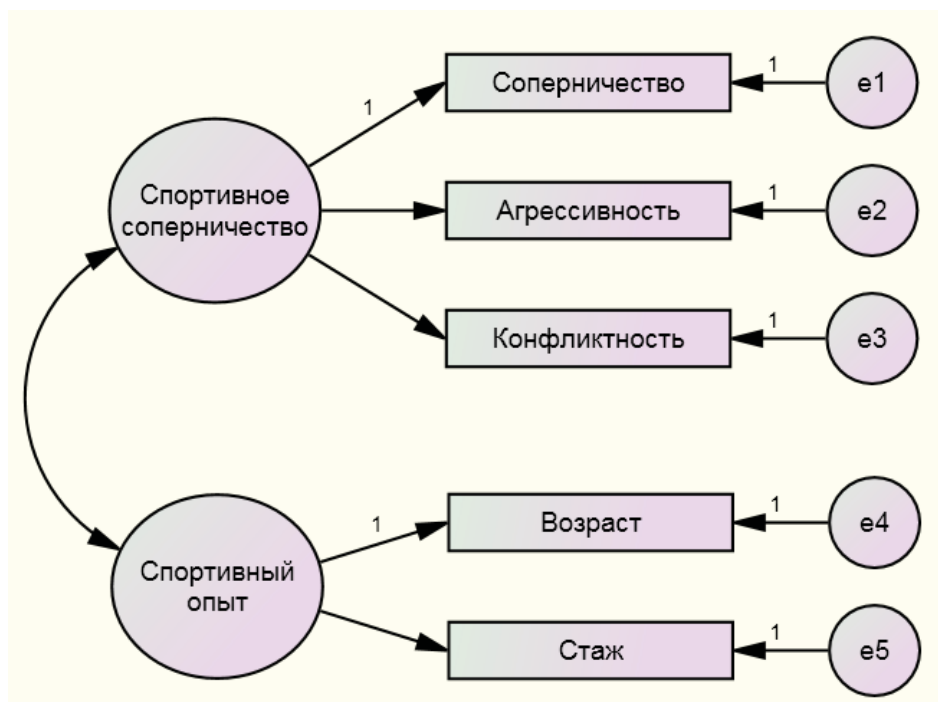 Соперничество
1
e1
1
Спортивное
соперничество
Агрессивность
1
e2
Конфликтность
1
e3
Спортивный
опыт
1
Возраст
1
e4
Стаж
1
e5